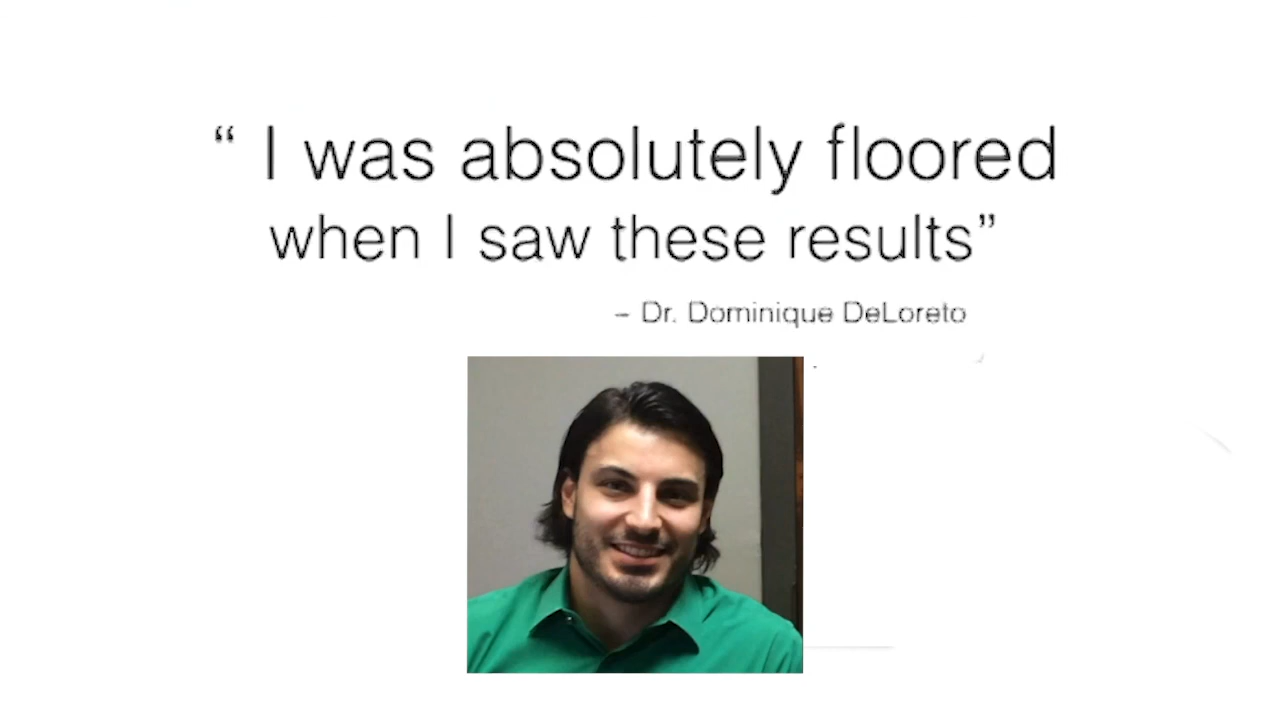 “ I was absolutely floored
when I saw these results”
– Dr. Dominique DeLoreto